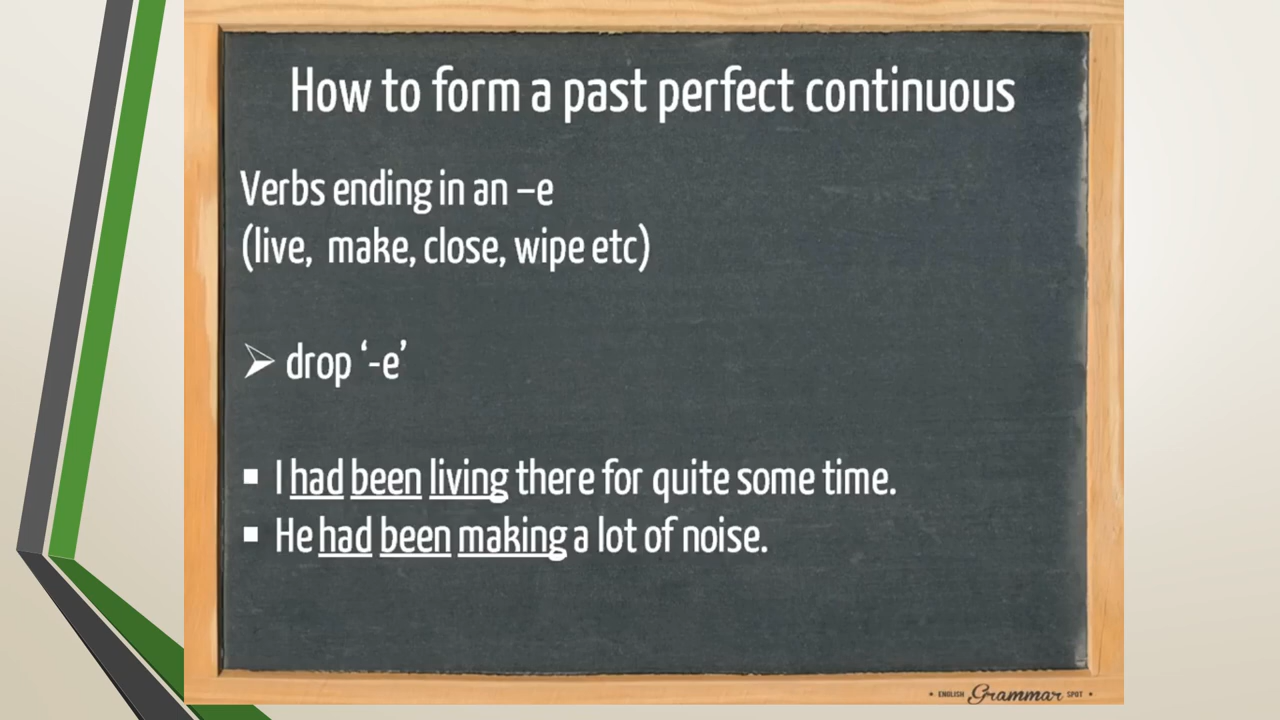 How to form a past perfect continuous
Verbs ending in an –e
(live, make, close, wipe etc)
➢ drop ‘-e’
▪ I had been living there for quite some time.
▪ He had been making a lot of noise.
• ENGLISH Grammar SPOT •